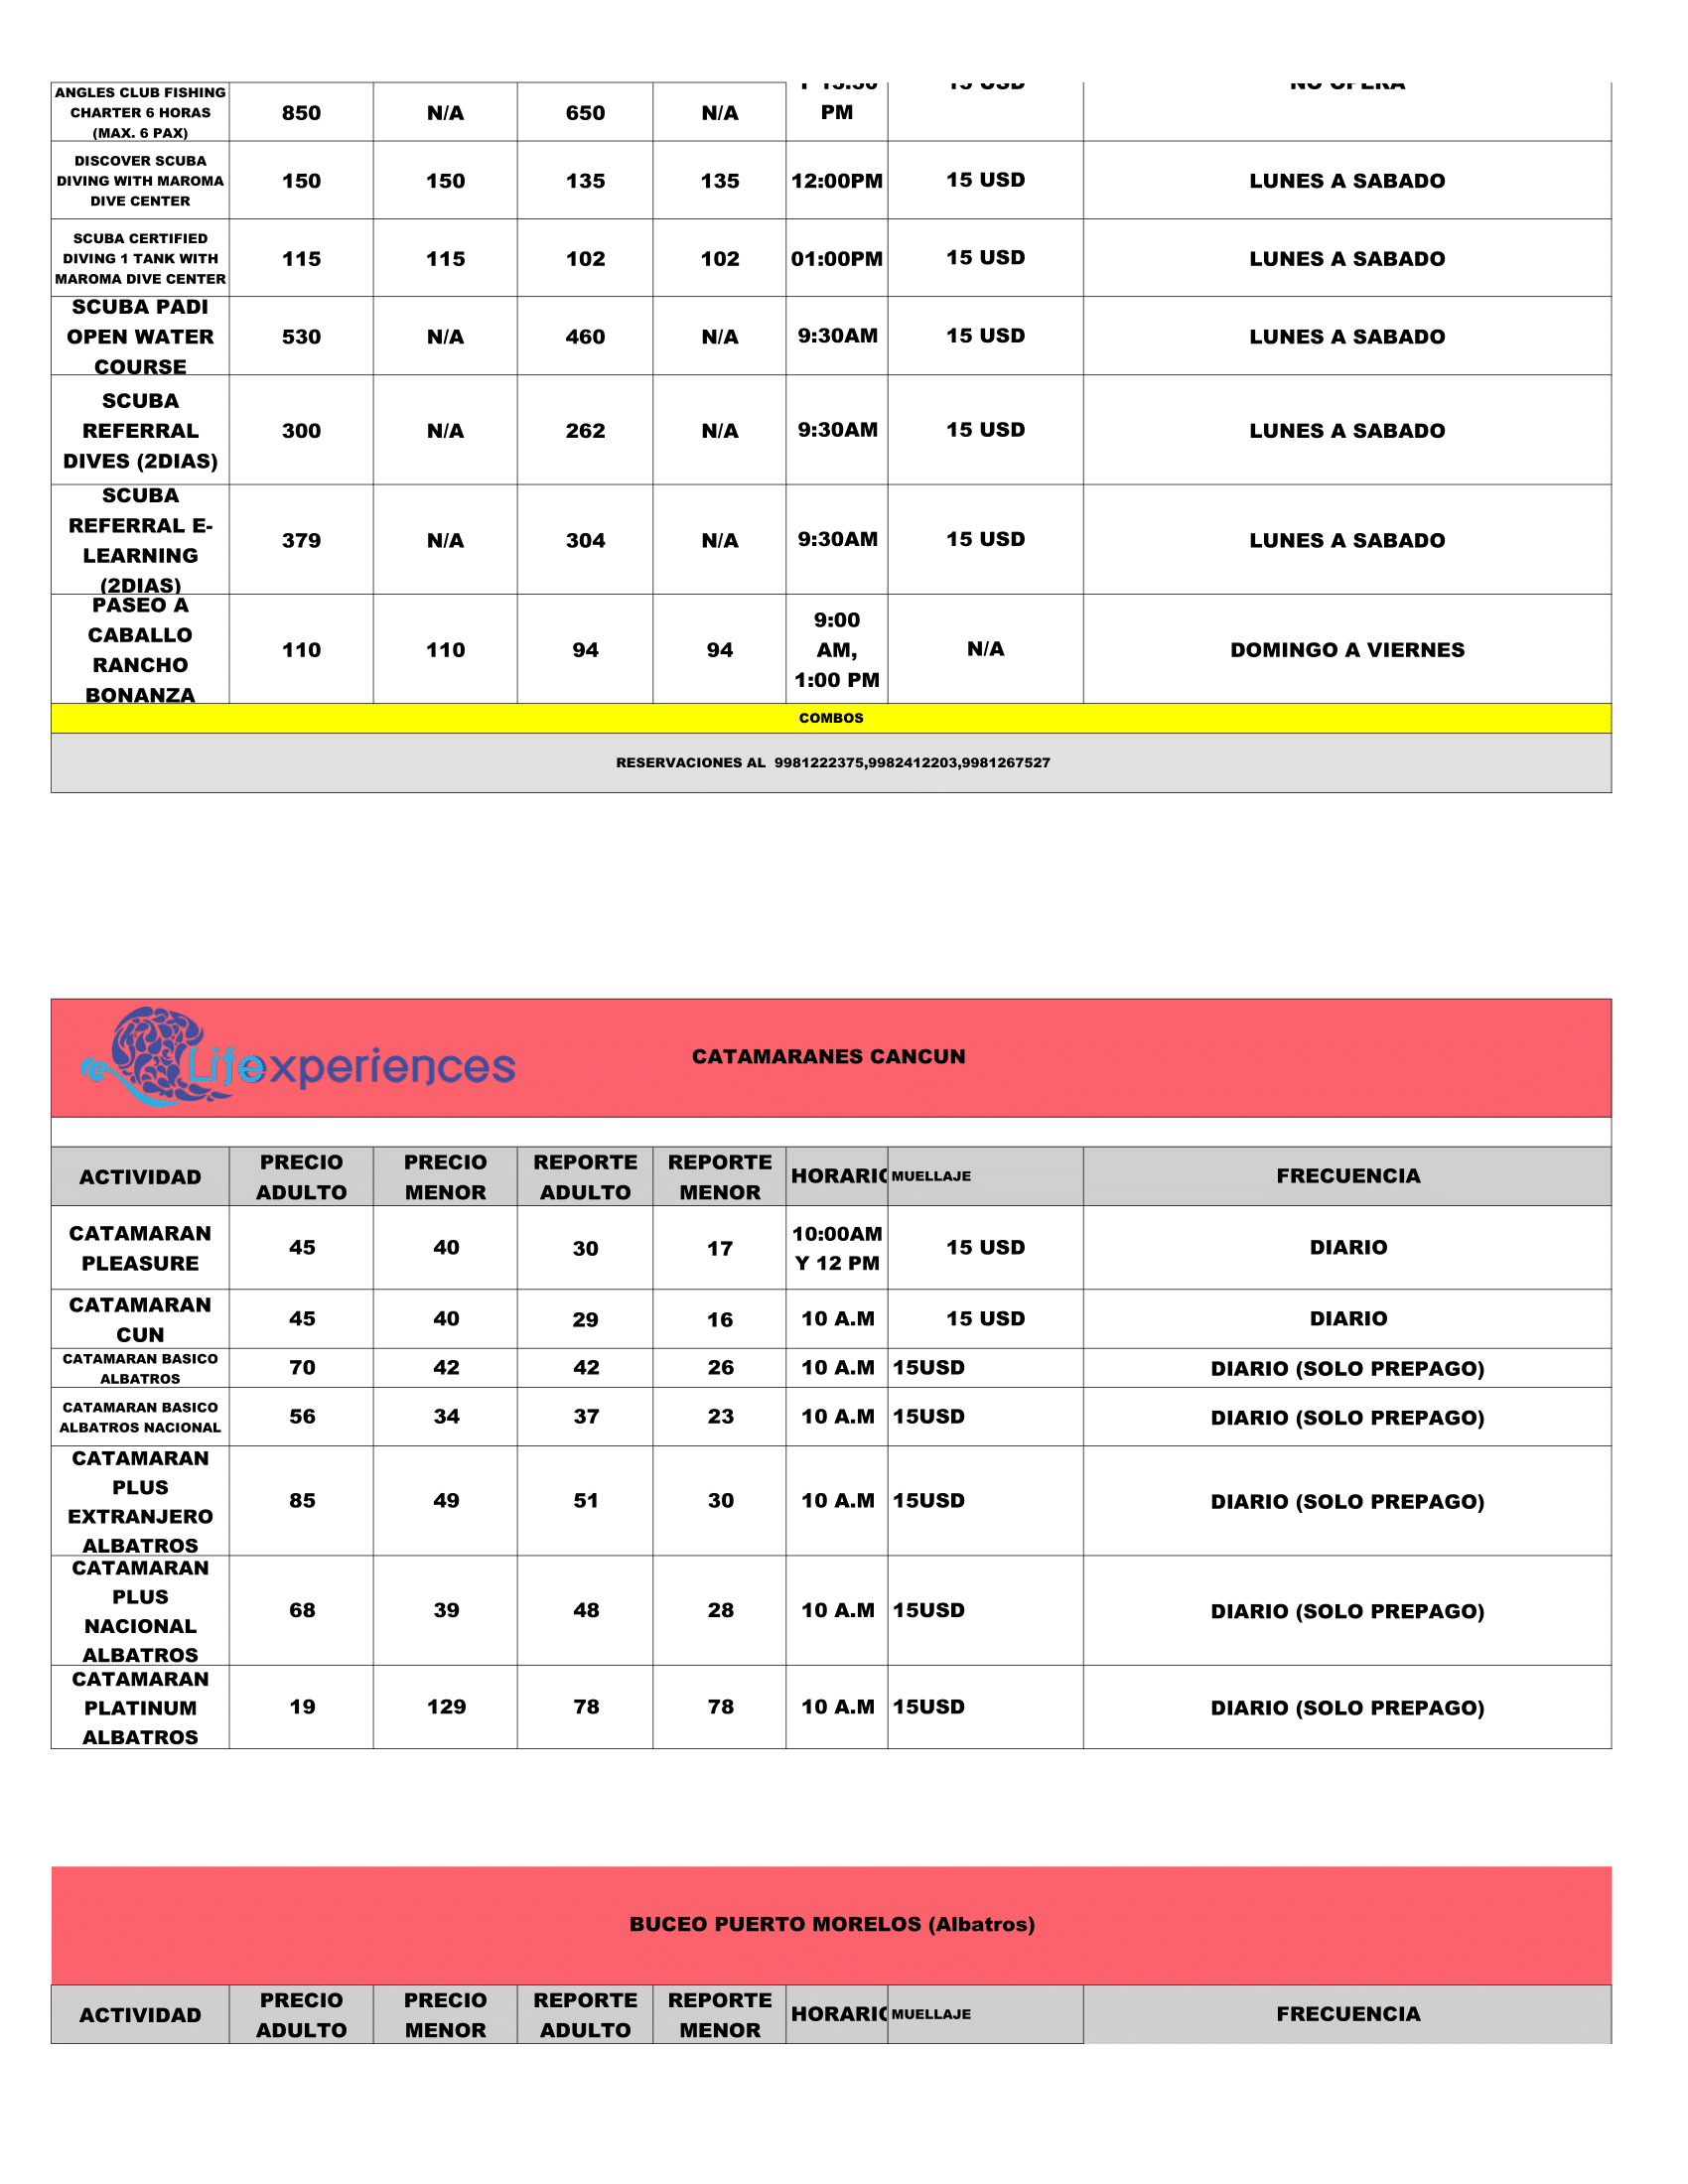 ANGLES CLUB FISHING
CHARTER 6 HORAS
(MAX. 6 PAX)
850
N/A
650
N/A
PM
15 USD
NO OPERA
DISCOVER SCUBA
DIVING WITH MAROMA
DIVE CENTER
150
150
135
135
12:00PM
15 USD
LUNES A SABADO
SCUBA CERTIFIED
DIVING 1 TANK WITH
MAROMA DIVE CENTER
115
115
102
102
01:00PM
15 USD
LUNES A SABADO
SCUBA PADI
OPEN WATER
COURSE
530
N/A
460
N/A
9:30AM
15 USD
LUNES A SABADO
SCUBA
REFERRAL
DIVES (2DIAS)
300
N/A
262
N/A
9:30AM
15 USD
LUNES A SABADO
SCUBA
REFERRAL E-
LEARNING
(2DIAS)
379
N/A
304
N/A
9:30AM
15 USD
LUNES A SABADO
PASEO A
CABALLO
RANCHO
BONANZA
110
110
94
94
9:00
AM,
1:00 PM
N/A
DOMINGO A VIERNES
COMBOS
RESERVACIONES AL 9981222375,9982412203,9981267527
Lifexperiences
CATAMARANES CANCUN
ACTIVIDAD
PRECIO
ADULTO
PRECIO
MENOR
REPORTE
ADULTO
REPORTE
MENOR
HORARIO
MUELLAJE
FRECUENCIA
CATAMARAN
PLEASURE
45
40
30
17
10:00AM
Y 12 PM
15 USD
DIARIO
CATAMARAN
CUN
45
40
29
16
10 A.M
15 USD
DIARIO
CATAMARAN BASICO
ALBATROS
70
42
42
26
10 A.M
15USD
DIARIO (SOLO PREPAGO)
CATAMARAN BASICO
ALBATROS NACIONAL
56
34
37
23
10 A.M
15USD
DIARIO (SOLO PREPAGO)
CATAMARAN
PLUS
EXTRANJERO
ALBATROS
85
49
51
30
10 A.M
15USD
DIARIO (SOLO PREPAGO)
CATAMARAN
PLUS
NACIONAL
ALBATROS
68
39
48
28
10 A.M
15USD
DIARIO (SOLO PREPAGO)
CATAMARAN
PLATINUM
ALBATROS
19
129
78
78
10 A.M
15USD
DIARIO (SOLO PREPAGO)
BUCEO PUERTO MORELOS (Albatros)
ACTIVIDAD
PRECIO
ADULTO
PRECIO
MENOR
REPORTE
ADULTO
REPORTE
MENOR
HORARIO
MUELLAJE
FRECUENCIA